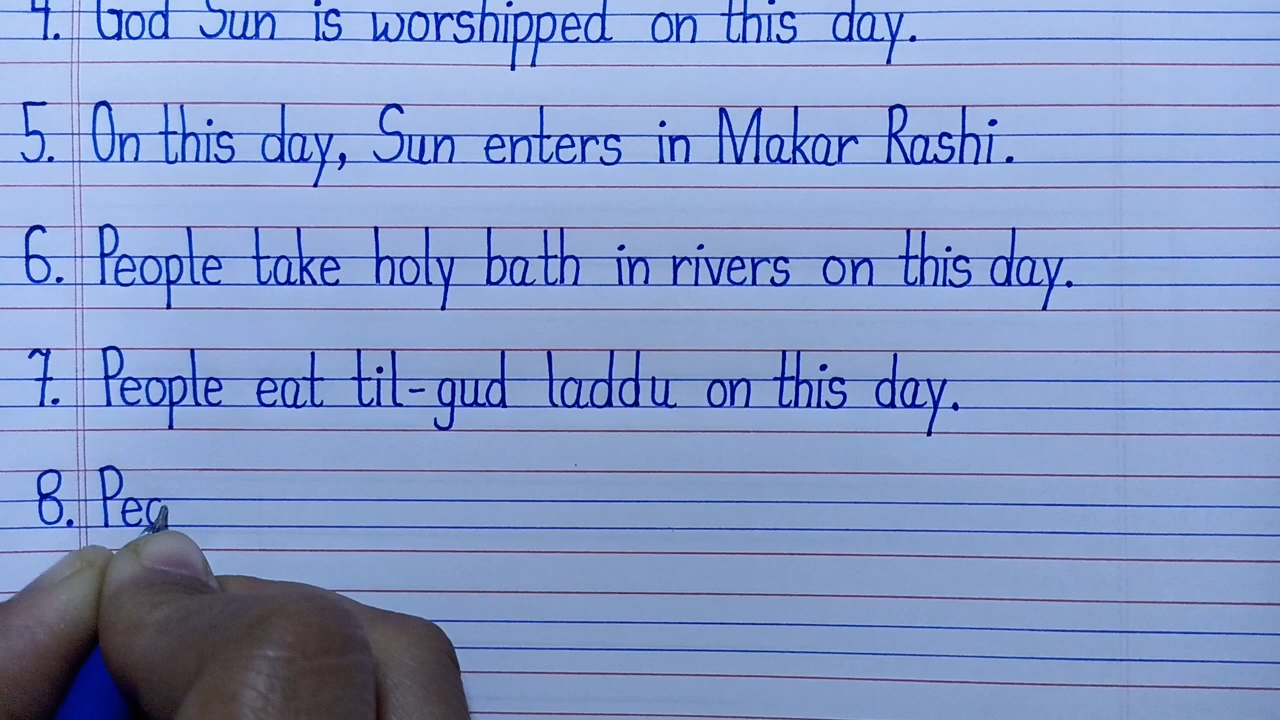 4. God Sun is worshipped on this day.
5. On this day, Sun enters in Makar Rashi.
6. People take holy bath in rivers on this day.
7. People eat til-gud laddu on this day.
8. Peo